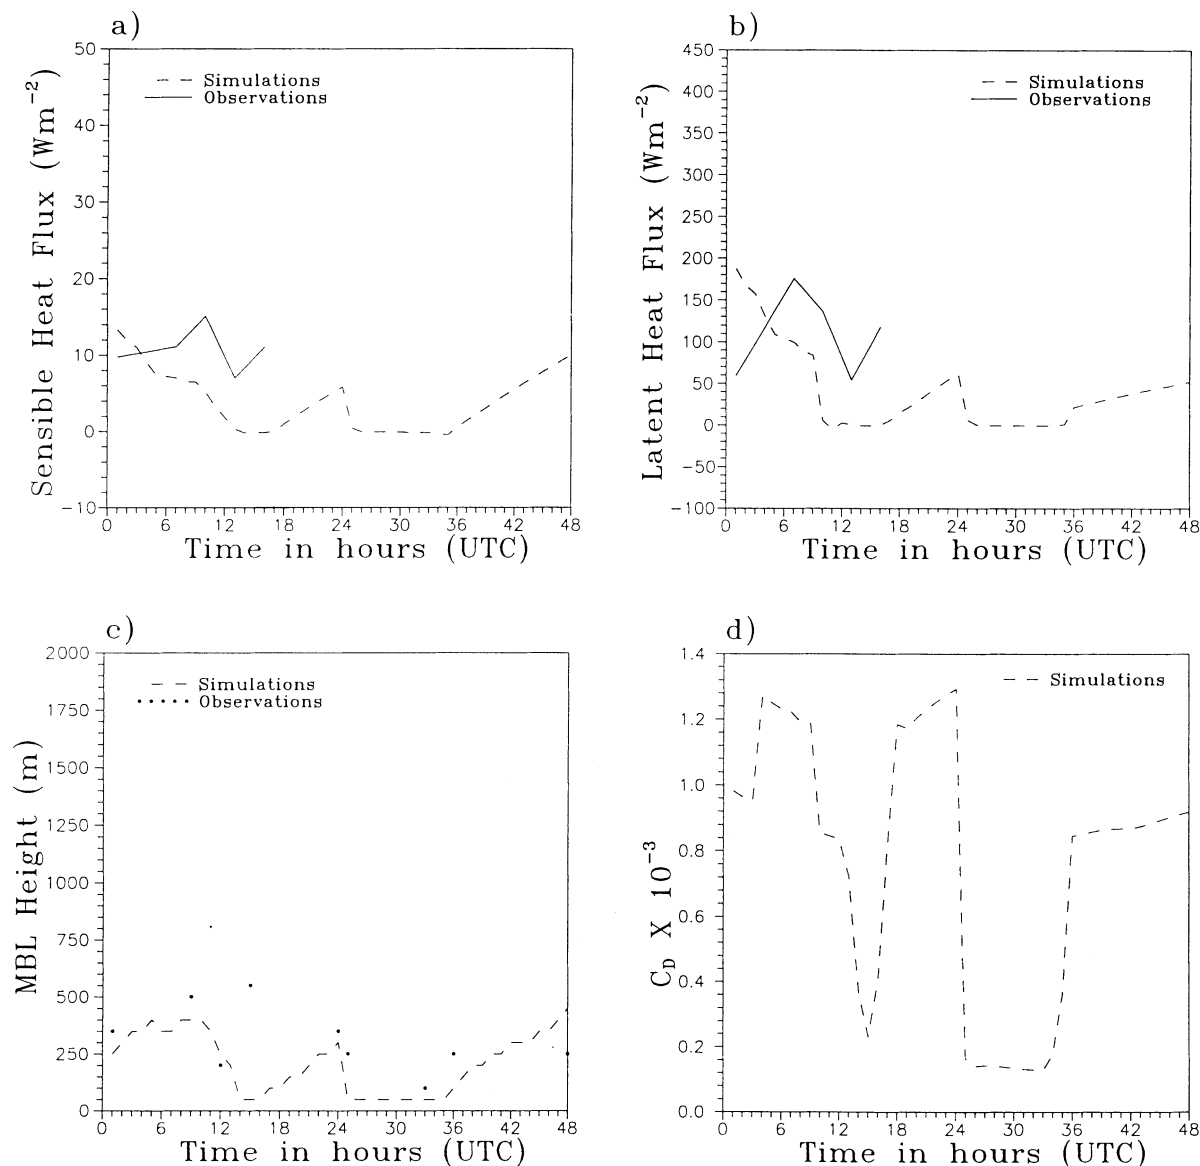 a)
50
40
30
20
10
0
-10
Sensible Heat Flux (Wm⁻²)
- - Simulations
Observations
0 6 12 18 24 30 36 42 48
Time in hours (UTC)
b)
450
400
350
300
250
200
150
100
50
0
-50
-100
Latent Heat Flux (Wm⁻²)
Simulations
Observations
0 6 12 18 24 30 36 42 48
Time in hours (UTC)
c)
2000
1750
1500
1250
1000
750
500
250
0
MBL Height (m)
Simulations
Observations
0 6 12 18 24 30 36 42 48
Time in hours (UTC)
d)
1.4
1.2
1.0
0.8
0.6
0.4
0.2
0.0
C_D X 10⁻³
Simulations
0 6 12 18 24 30 36 42 48
Time in hours (UTC)